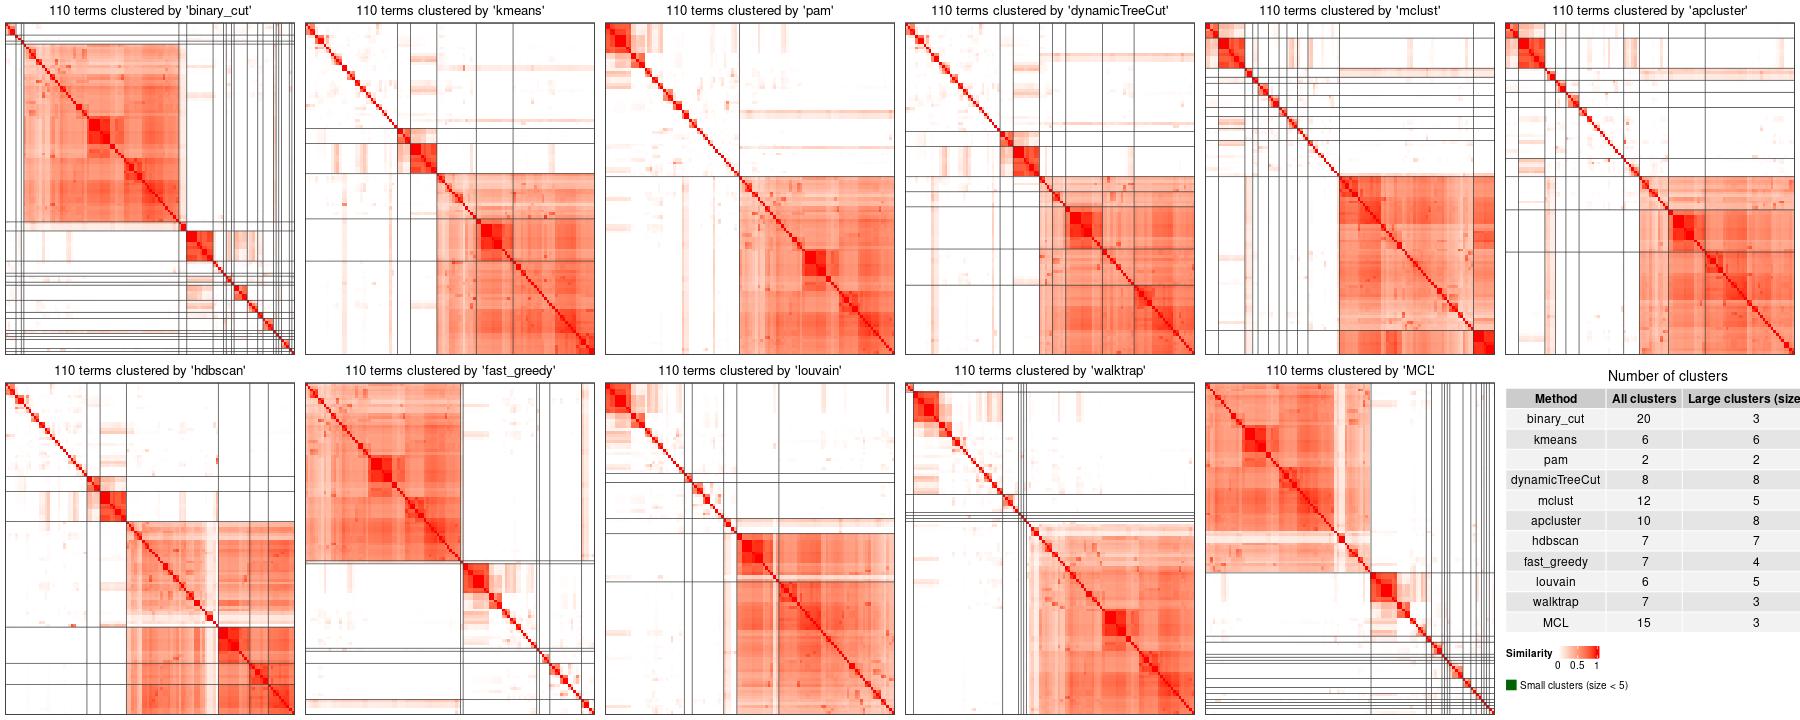 110 terms clustered by 'binary_cut'
110 terms clustered by 'kmeans'
110 terms clustered by 'pam'
110 terms clustered by 'dynamicTreeCut'
110 terms clustered by 'mclust'
110 terms clustered by 'apcluster'
110 terms clustered by 'hdbscan'
110 terms clustered by 'fast_greedy'
110 terms clustered by 'louvain'
110 terms clustered by 'walktrap'
110 terms clustered by 'MCL'
Number of clusters
Method All clusters Large clusters (size
binary_cut 20 3
kmeans 6 6
pam 2 2
dynamicTreeCut 8 8
mclust 12 5
apcluster 10 8
hdbscan 7 7
fast_greedy 7 4
louvain 6 5
walktrap 7 3
MCL 15 3
Similarity
0 0.5 1
Small clusters (size < 5)